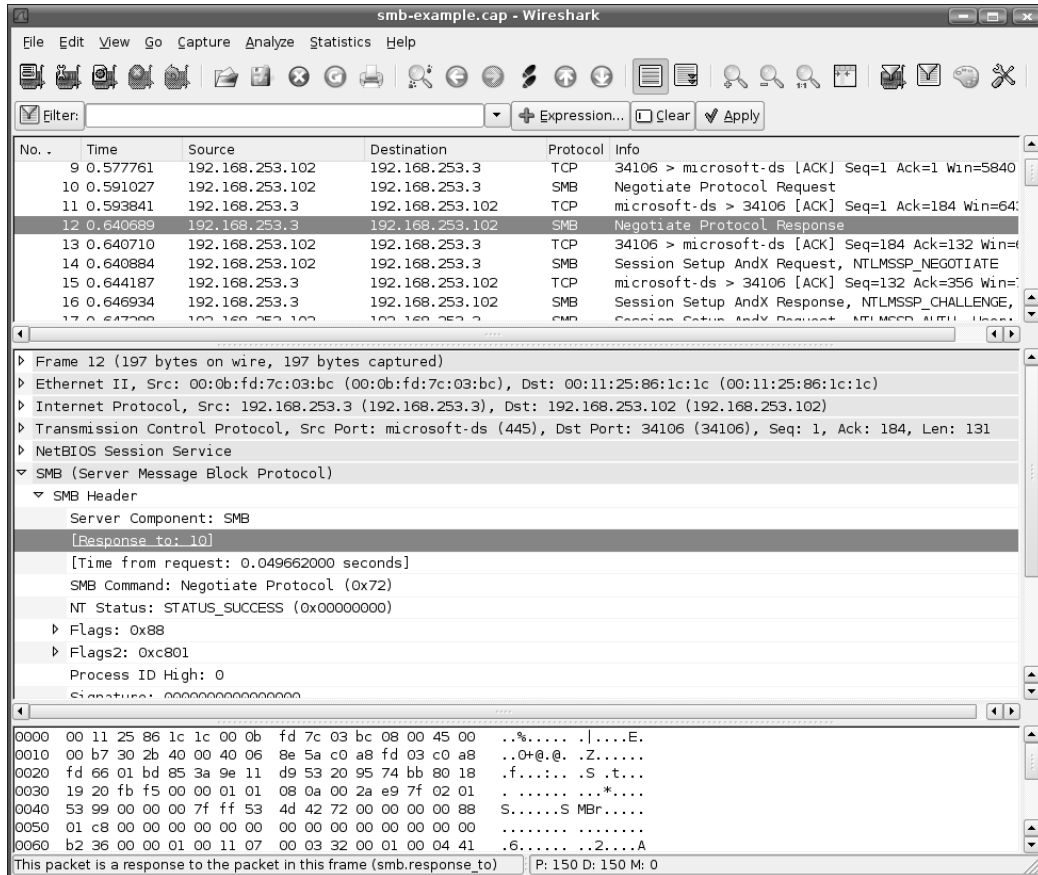 smb-example.cap - Wireshark
File Edit View Go Capture Analyze Statistics Help
Filter: Expression... Clear Apply
No. . Time Source Destination Protocol Info
9 0.577761 192.168.253.102 192.168.253.3 TCP 34106 > microsoft-ds [ACK] Seq=1 Ack=1 Win=5840
10 0.591027 192.168.253.102 192.168.253.3 SMB Negotiate Protocol Request
11 0.593841 192.168.253.3 192.168.253.102 TCP microsoft-ds > 34106 [ACK] Seq=1 Ack=184 Win=64
12 0.640689 192.168.253.3 192.168.253.102 SMB Negotiate Protocol Response
13 0.640710 192.168.253.102 192.168.253.3 TCP 34106 > microsoft-ds [ACK] Seq=184 Ack=132 Win=
14 0.640884 192.168.253.102 192.168.253.3 SMB Session Setup AndX Request, NTLMSSP_NEGOTIATE
15 0.644187 192.168.253.3 192.168.253.102 TCP microsoft-ds > 34106 [ACK] Seq=132 Ack=356 Win=
16 0.646934 192.168.253.3 192.168.253.102 SMB Session Setup AndX Response, NTLMSSP_CHALLENGE,
Frame 12 (197 bytes on wire, 197 bytes captured)
Ethernet II, Src: 00:0b:fd:7c:03:bc (00:0b:fd:7c:03:bc), Dst: 00:11:25:86:1c:1c (00:11:25:86:1c:1c)
Internet Protocol, Src: 192.168.253.3 (192.168.253.3), Dst: 192.168.253.102 (192.168.253.102)
Transmission Control Protocol, Src Port: microsoft-ds (445), Dst Port: 34106 (34106), Seq: 1, Ack: 184, Len: 131
NetBIOS Session Service
SMB (Server Message Block Protocol)
SMB Header
Server Component: SMB
[Response to: 10]
[Time from request: 0.049662000 seconds]
SMB Command: Negotiate Protocol (0x72)
NT Status: STATUS_SUCCESS (0x00000000)
Flags: 0x88
Flags2: 0xc801
Process ID High: 0
Signature: 0000000000000000
0000 00 11 25 86 1c 1c 00 0b fd 7c 03 bc 08 00 45 00 ..%..... .|....E.
0010 00 b7 30 2b 40 00 40 06 8e 5a c0 a8 fd 03 c0 a8 ..0+@.@. .Z......
0020 fd 66 01 bd 85 3a 9e 11 d9 53 20 95 74 bb 80 18 .f...:.. .S .t...
0030 19 20 fb f5 00 00 01 01 08 0a 00 2a e9 7f 02 01 . ...... ...*....
0040 53 99 00 00 00 7f ff 53 4d 42 72 00 00 00 00 88 S......S MBr.....
0050 01 c8 00 00 00 00 00 00 00 00 00 00 00 00 00 00 ........ ........
0060 b2 36 00 00 01 00 11 07 00 03 32 00 01 00 04 41 .6...... ..2....A
This packet is a response to the packet in this frame (smb.response_to) P: 150 D: 150 M: 0